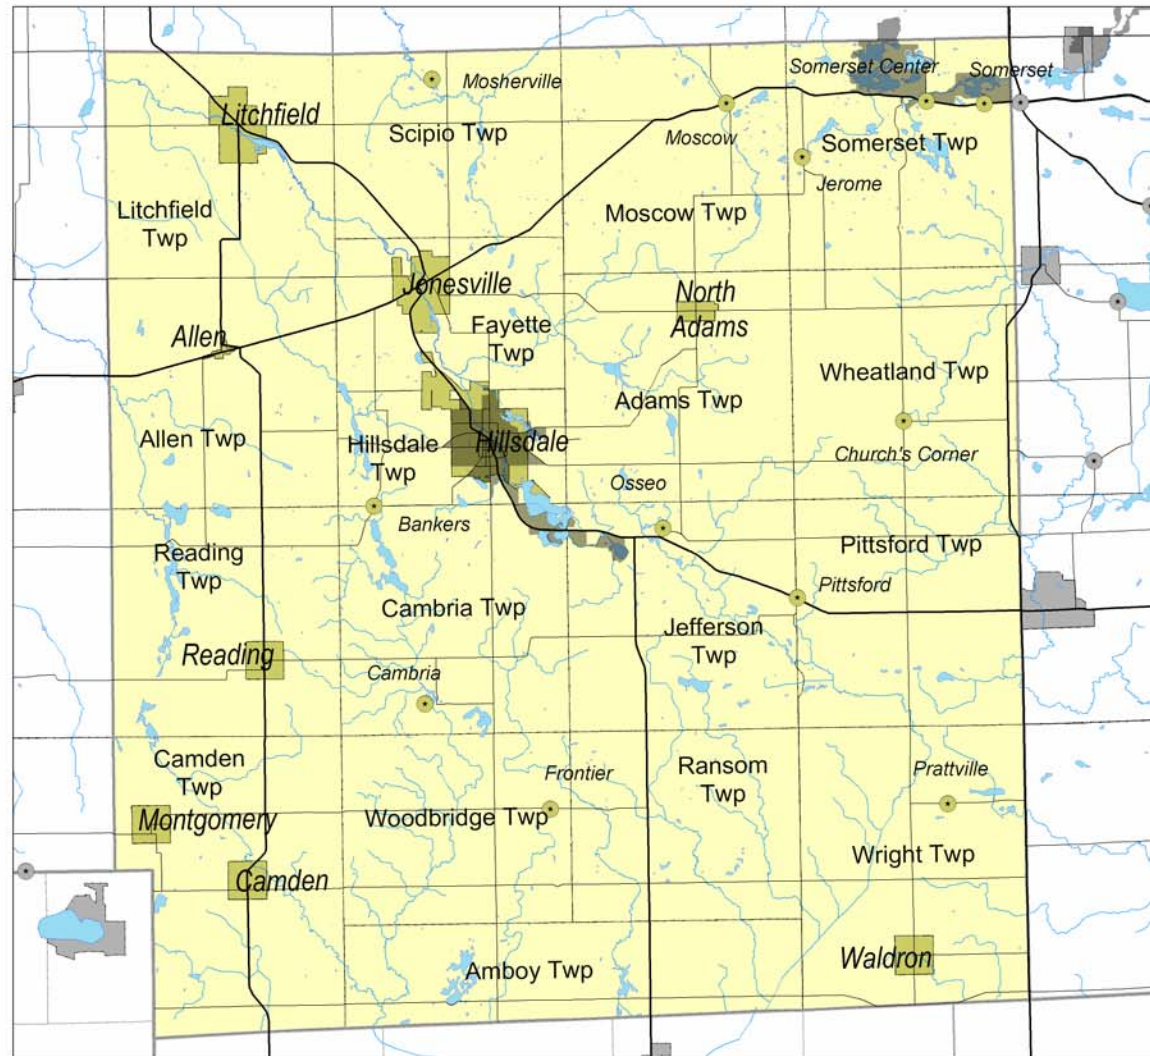 Somerset Center
Somerset
Mosherville
Litchfield
Scipio Twp
Moscow
Somerset Twp
Jerome
Litchfield
Twp
Moscow Twp
Jonesville
North
Adams
Allen
Fayette
Twp
Wheatland Twp
Adams Twp
Allen Twp
Hillsdale
Twp
Hillsdale
Church's Corner
Osseo
Bankers
Reading
Twp
Pittsford Twp
Pittsford
Cambria Twp
Jefferson
Twp
Reading
Cambria
Camden
Twp
Frontier
Ransom
Twp
Prattville
Montgomery
Woodbridge Twp
Wright Twp
Camden
Waldron
Amboy Twp